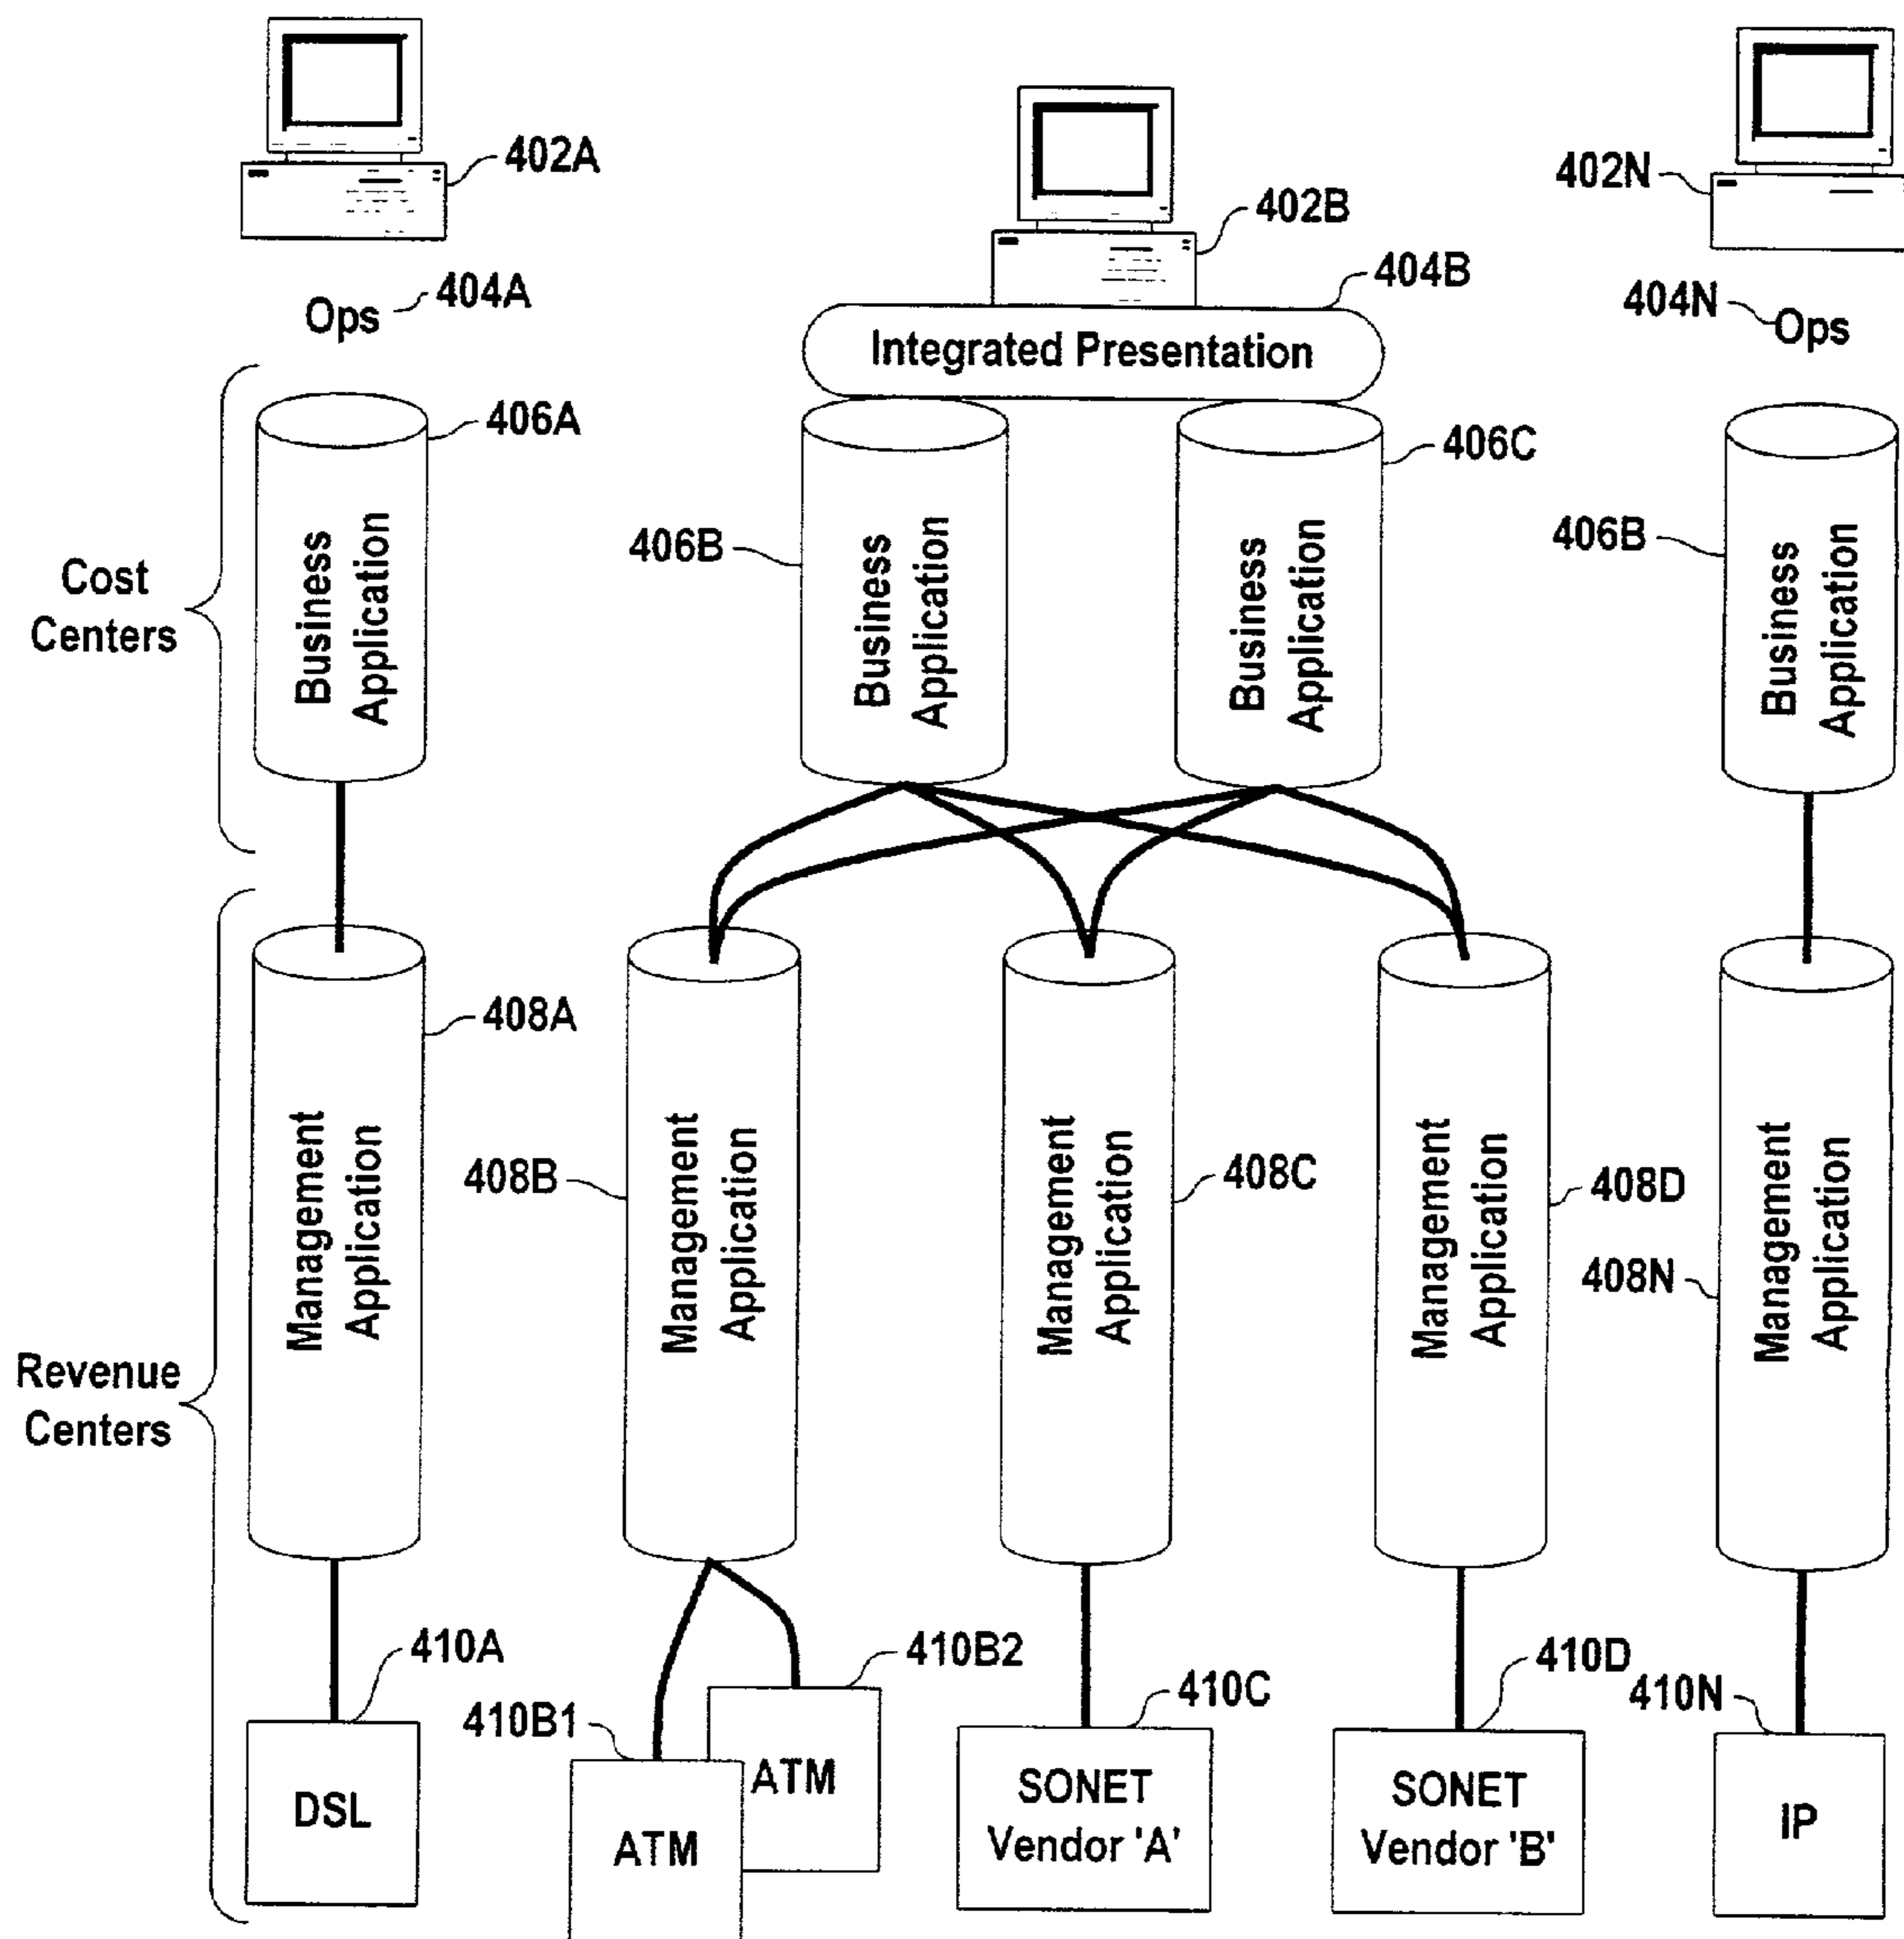 402A
402B
402N
404A
Ops
404B
404N
Ops
Integrated Presentation
406A
406B
406C
406B
Cost
Centers
Business
Application
Business
Application
Business
Application
Business
Application
408A
408B
408C
408D
408N
Management
Application
Management
Application
Management
Application
Management
Application
Management
Application
Revenue
Centers
410A
410B1
410B2
410C
410D
410N
DSL
ATM
ATM
SONET
Vendor 'A'
SONET
Vendor 'B'
IP